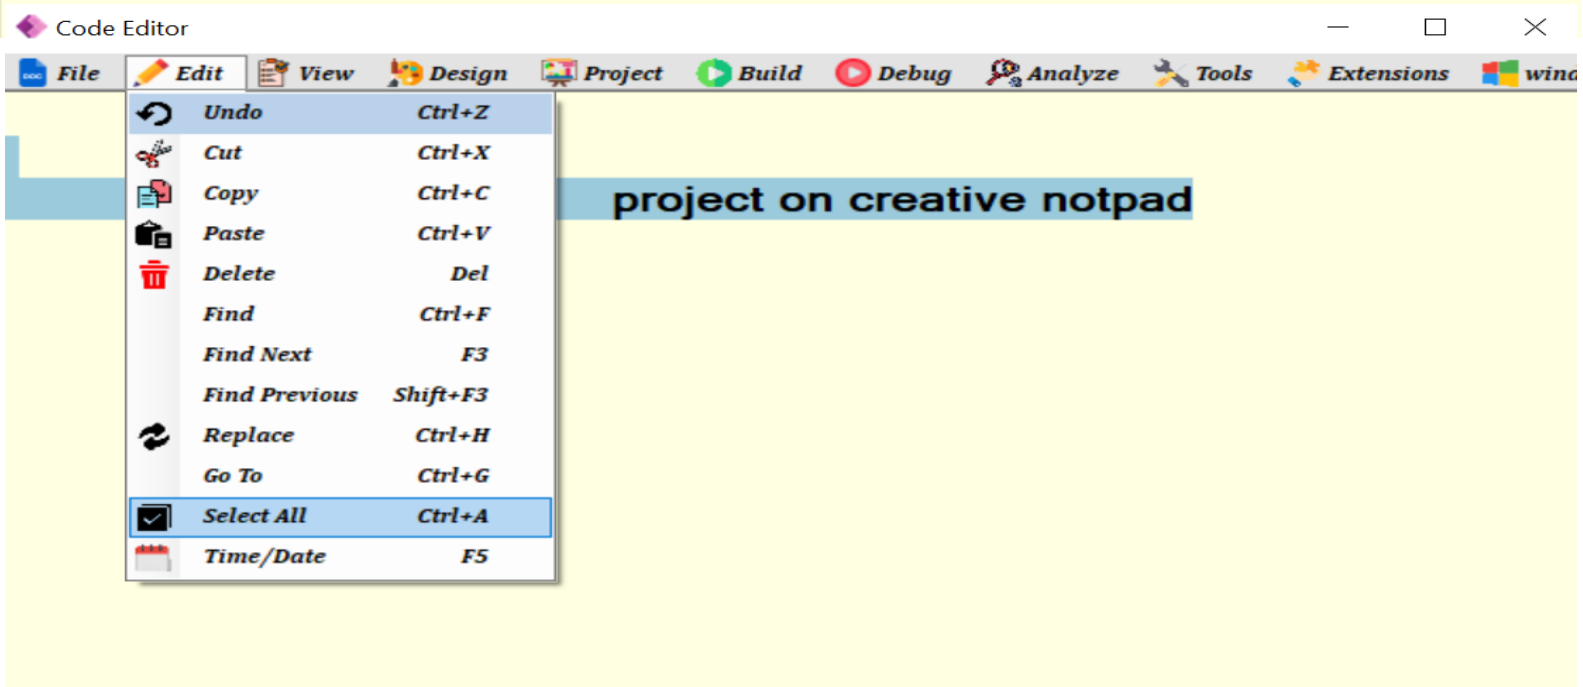 Code Editor
File Edit View Design Project Build Debug Analyze Tools Extensions wind
Undo Ctrl+Z
Cut Ctrl+X
project on creative notpad
Copy Ctrl+C
Paste Ctrl+V
Delete Del
Find Ctrl+F
Find Next F3
Find Previous Shift+F3
Replace Ctrl+H
Go To Ctrl+G
Select All Ctrl+A
Time/Date F5